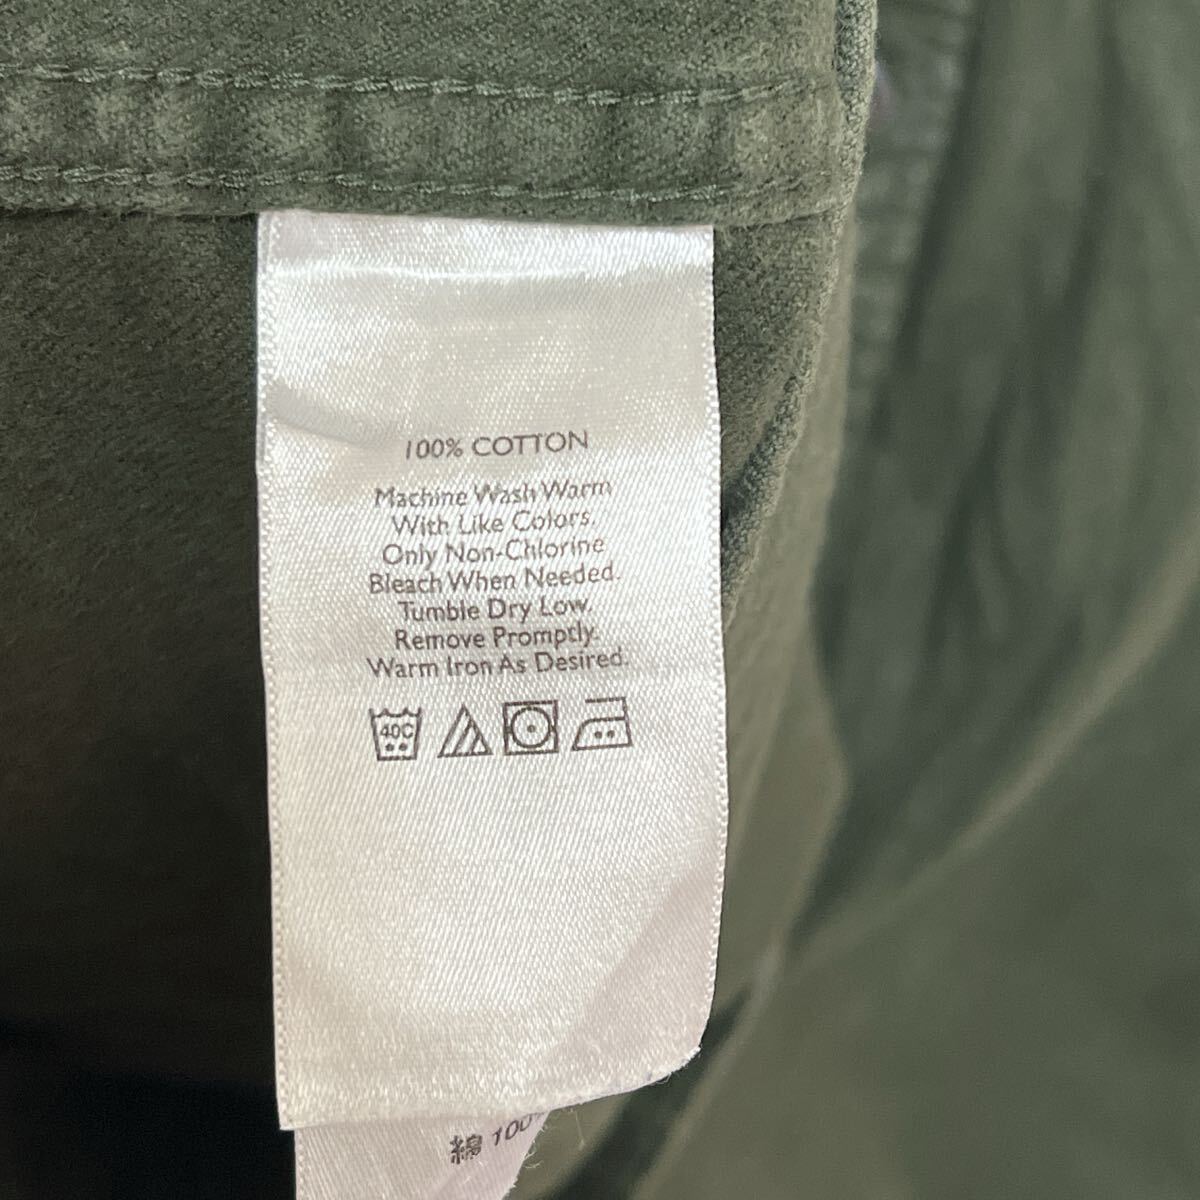 100% COTTON
Machine Wash Warm
With Like Colors.
Only Non-Chlorine
Bleach When Needed.
Tumble Dry Low.
Remove Promptly.
Warm Iron As Desired.
40C
綿 100%